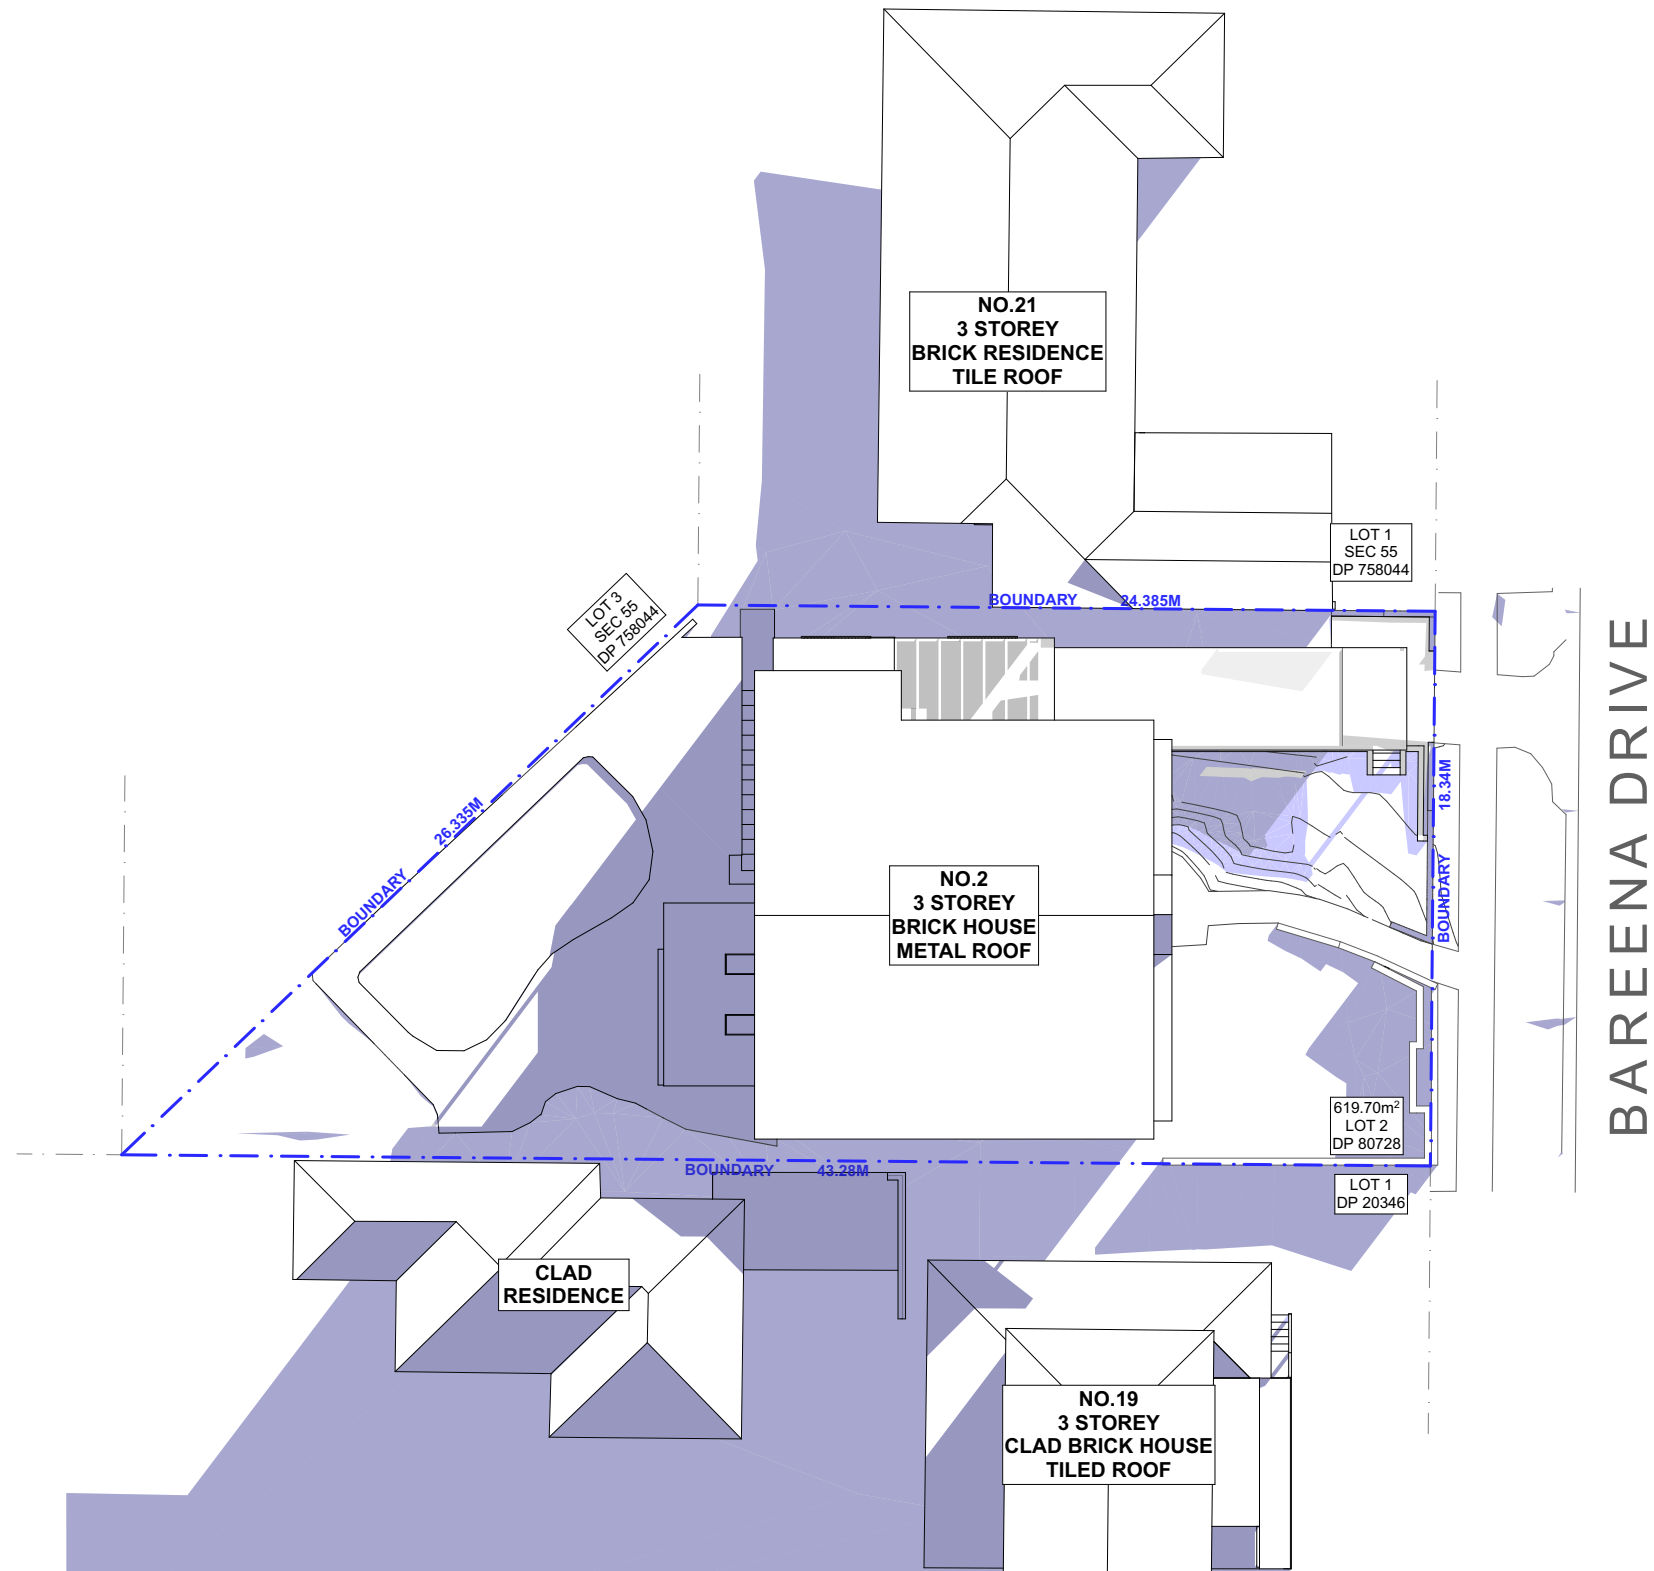 NO.21
3 STOREY
BRICK RESIDENCE
TILE ROOF
LOT 1
SEC 55
DP 758044
LOT 3
SEC 55
DP 758044
BOUNDARY 24.385M
BOUNDARY 26.335M
18.34M
BOUNDARY
BAREENA DRIVE
NO.2
3 STOREY
BRICK HOUSE
METAL ROOF
619.70m²
LOT 2
DP 80728
BOUNDARY 43.28M
LOT 1
DP 20346
CLAD
RESIDENCE
NO.19
3 STOREY
CLAD BRICK HOUSE
TILED ROOF